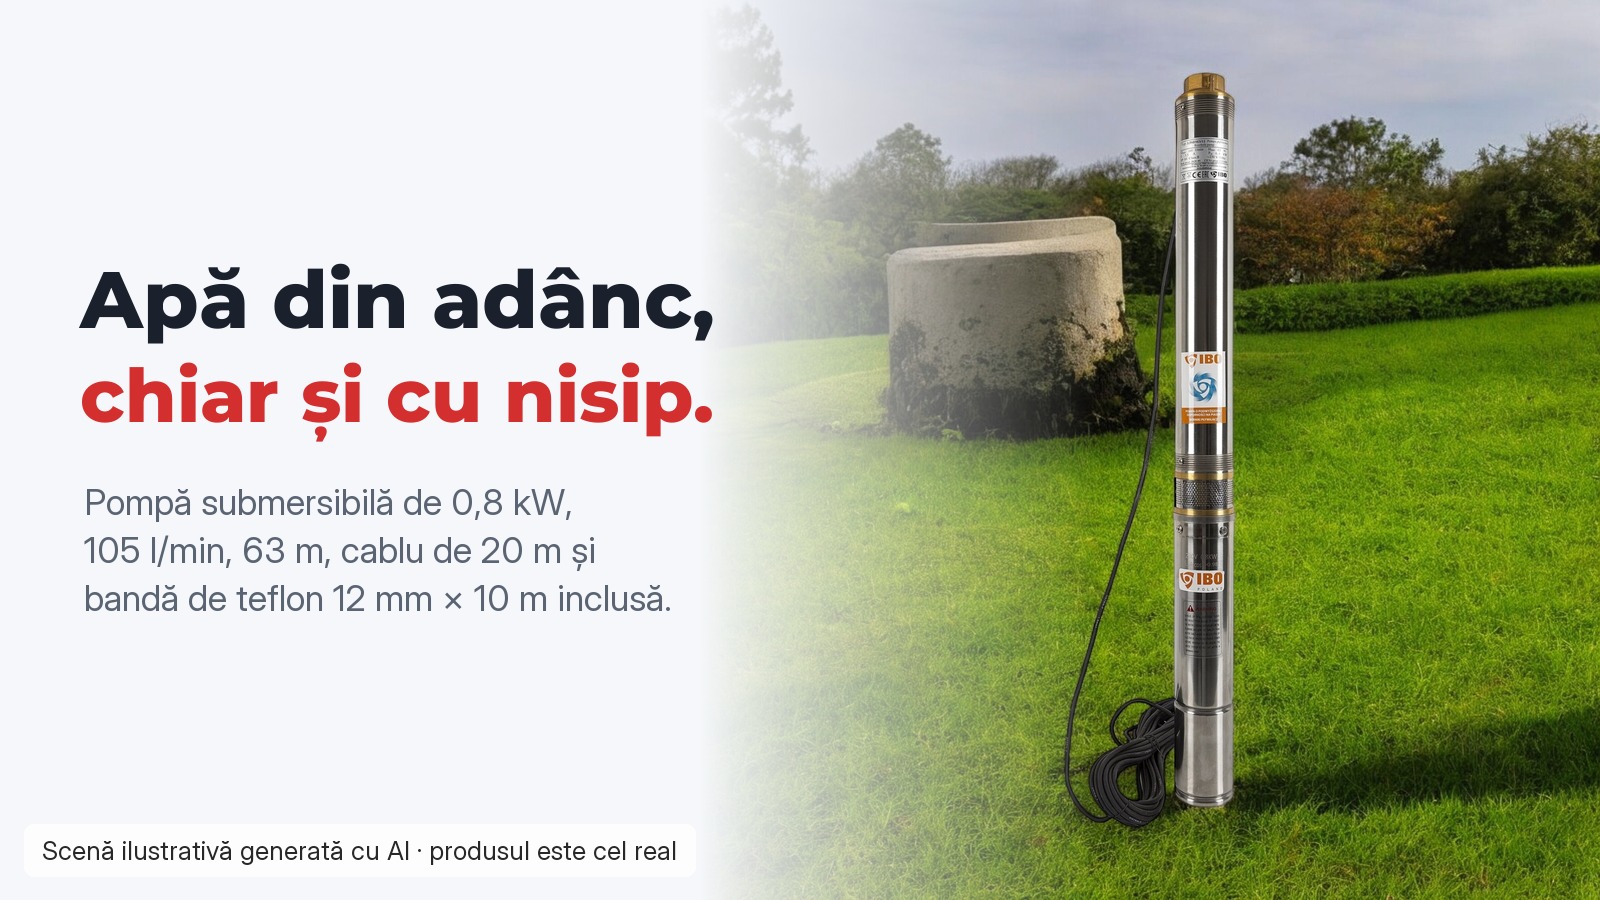 Apă din adânc,
chiar și cu nisip.
Pompă submersibilă de 0,8 kW,
105 l/min, 63 m, cablu de 20 m și
bandă de teflon 12 mm × 10 m inclusă.
Scenă ilustrativă generată cu AI · produsul este cel real
IBO
IBO
IBO